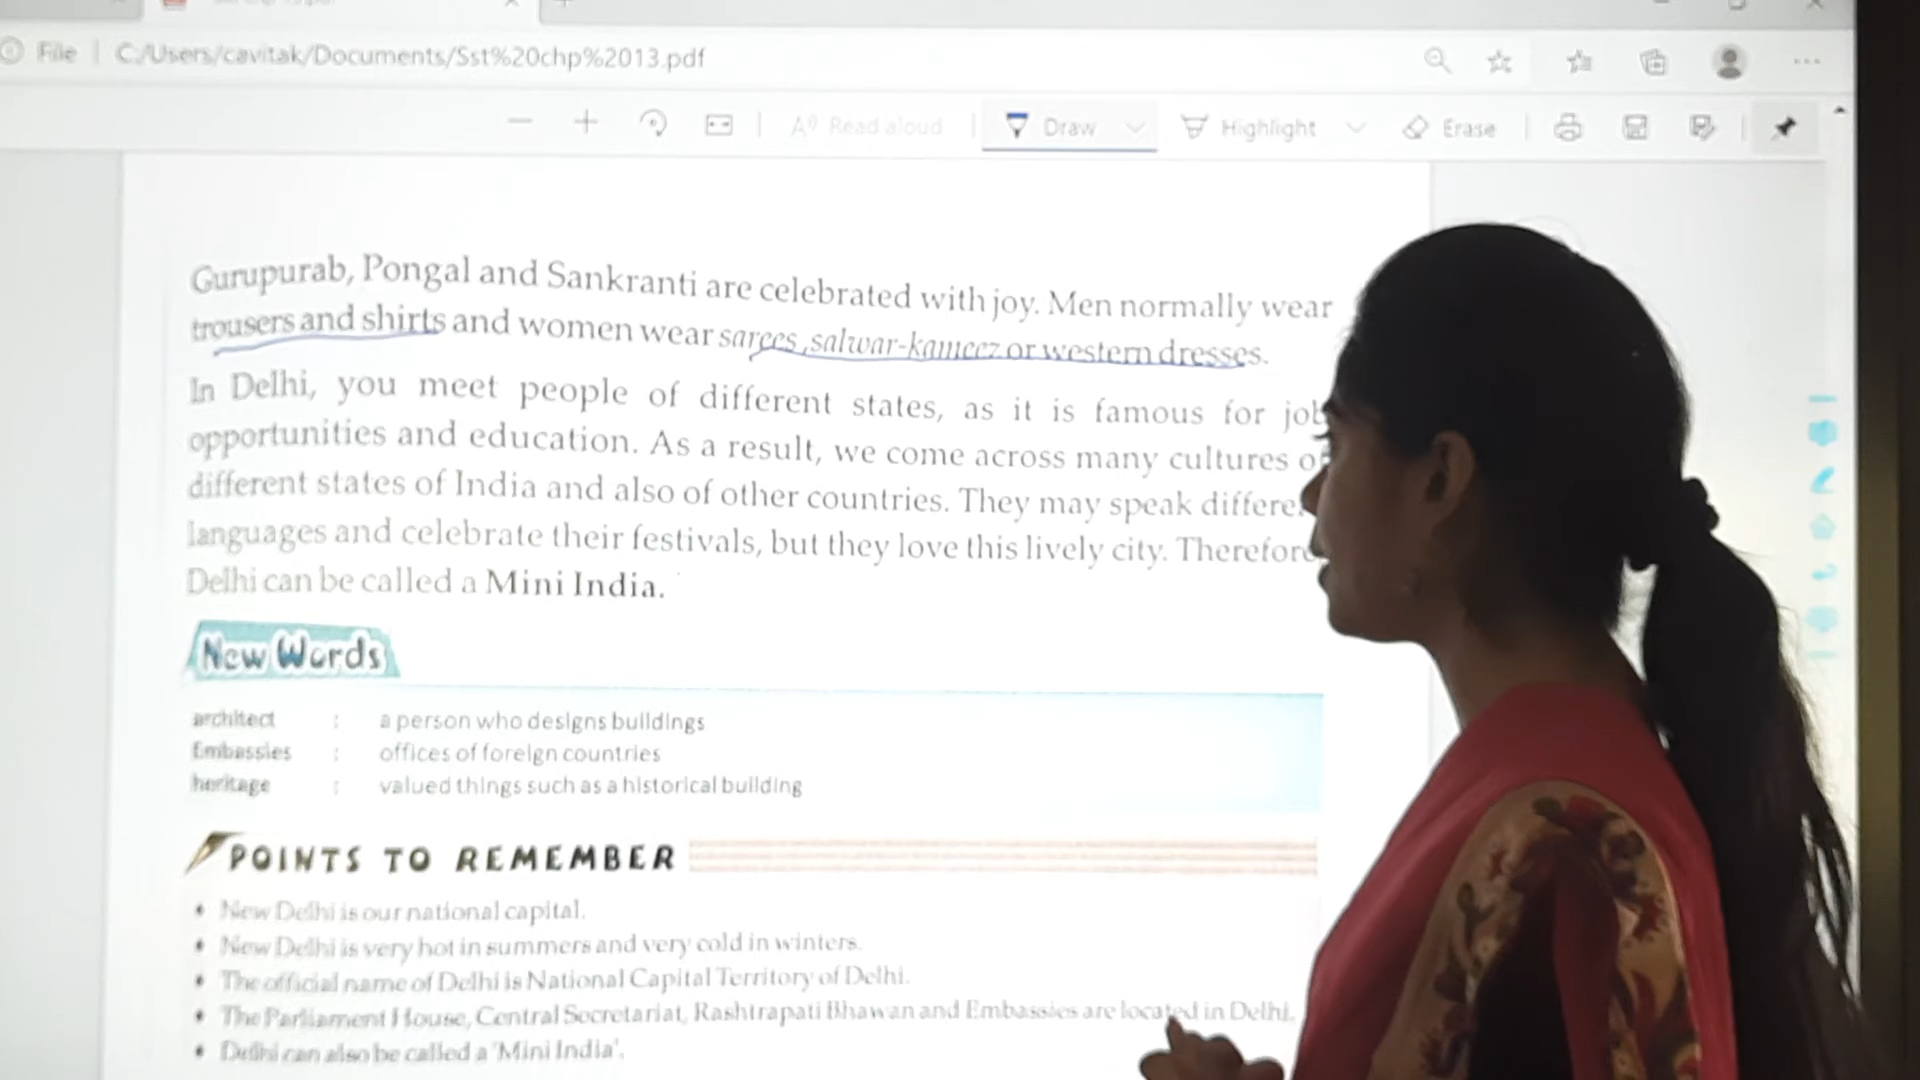 File | C:/Users/cavitak/Documents/Sst%20chp%2013.pdf
Read aloud Draw Highlight Erase
Gurupurab, Pongal and Sankranti are celebrated with joy. Men normally wear
trousers and shirts and women wear sarees, salwar-kameez or western dresses.
In Delhi, you meet people of different states, as it is famous for job
opportunities and education. As a result, we come across many cultures of
different states of India and also of other countries. They may speak differen
languages and celebrate their festivals, but they love this lively city. Therefore
Delhi can be called a Mini India.
New Words
architect : a person who designs buildings
Embassies : offices of foreign countries
heritage : valued things such as a historical building
POINTS TO REMEMBER
• New Delhi is our national capital.
• New Delhi is very hot in summers and very cold in winters.
• The official name of Delhi is National Capital Territory of Delhi.
• The Parliament House, Central Secretariat, Rashtrapati Bhawan and Embassies are located in Delhi.
• Delhi can also be called a 'Mini India'.